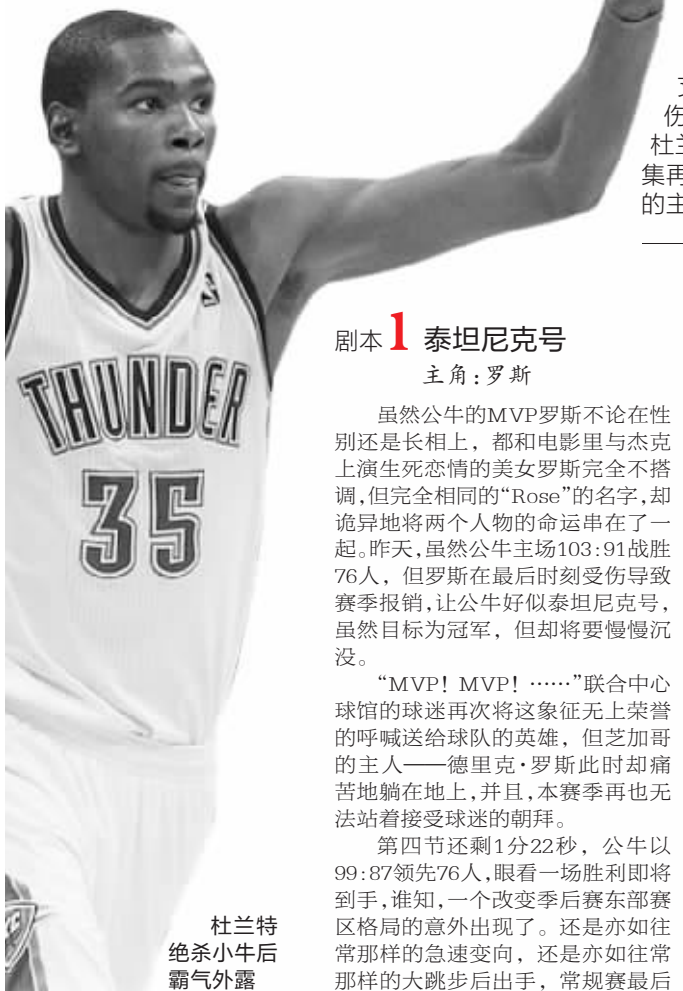 伤
杜兰
集再
的主
剧本1 泰坦尼克号
主角:罗斯
虽然公牛的MVP罗斯不论在性
别还是长相上，都和电影里与杰克
上演生死恋情的美女罗斯完全不搭
调,但完全相同的“Rose”的名字,却
诡异地将两个人物的命运串在了一
起。昨天,虽然公牛主场103:91战胜
76人，但罗斯在最后时刻受伤导致
赛季报销,让公牛好似泰坦尼克号,
虽然目标为冠军，但却将要慢慢沉
没。
“MVP！MVP！……”联合中心
球馆的球迷再次将这象征无上荣誉
的呼喊送给球队的英雄，但芝加哥
的主人——德里克·罗斯此时却痛
苦地躺在地上,并且,本赛季再也无
法站着接受球迷的朝拜。
第四节还剩1分22秒，公牛以
99:87领先76人,眼看一场胜利即将
到手,谁知,一个改变季后赛东部赛
区格局的意外出现了。还是亦如往
常那样的急速变向，还是亦如往常
那样的大跳步后出手，常规赛最后
THUNDER
35
杜兰特
绝杀小牛后
霸气外露